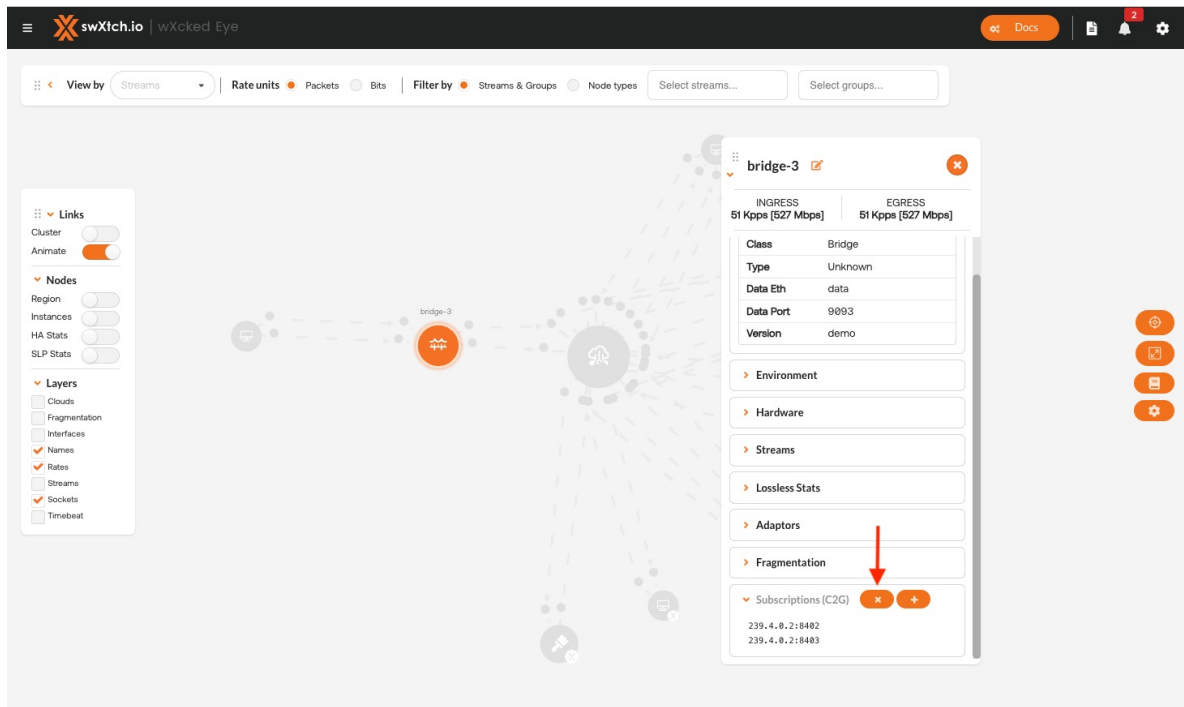 swXtch.io | wXcked Eye
Docs
2
View by Streams Rate units Packets Bits Filter by Streams & Groups Node types Select streams... Select groups...
Links
Cluster
Animate
Nodes
Region
Instances
HA Stats
SLP Stats
Layers
Clouds
Fragmentation
Interfaces
Names
Rates
Streams
Sockets
Timebeat
bridge-3
bridge-3
INGRESS EGRESS
51 Kpps [527 Mbps] 51 Kpps [527 Mbps]
Class Bridge
Type Unknown
Data Eth data
Data Port 9093
Version demo
Environment
Hardware
Streams
Lossless Stats
Adaptors
Fragmentation
Subscriptions (C2G)
239.4.0.2:8402
239.4.0.2:8403